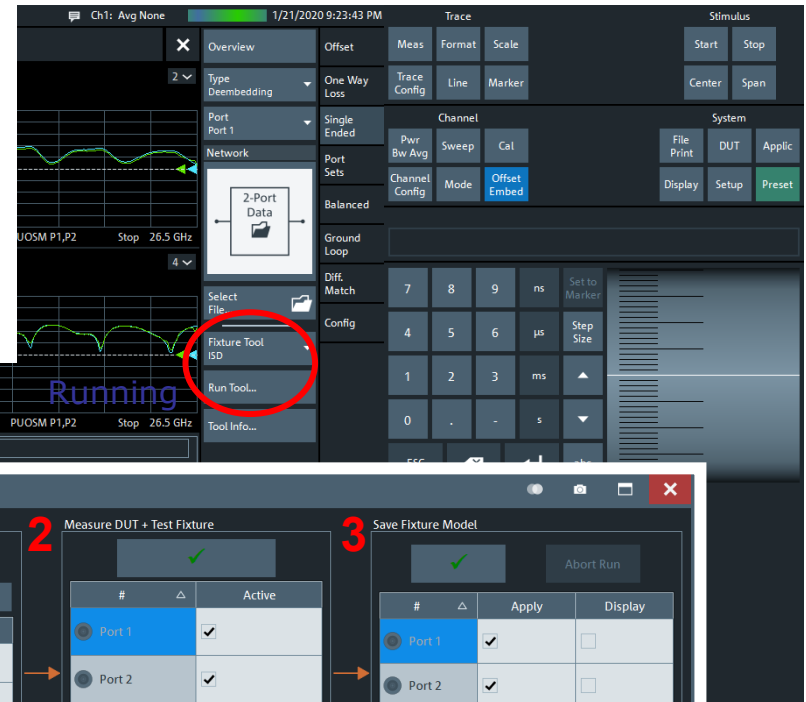 Ch1: Avg None
1/21/2020 9:23:43 PM
Trace
Stimulus
Overview
Offset
Meas
Format
Scale
Start
Stop
2
Type
Deembedding
One Way
Loss
Trace
Config
Line
Marker
Center
Span
Port
Port 1
Single
Ended
Channel
System
Network
Port
Sets
Pwr
Bw Avg
Sweep
Cal
File
Print
DUT
Applic
2-Port
Data
Balanced
Channel
Config
Mode
Offset
Embed
Display
Setup
Preset
UOSM P1,P2
Stop 26.5 GHz
Ground
Loop
4
Diff.
Match
Select
File...
Config
7
8
9
ns
Set to
Marker
4
5
6
µs
Step
Size
Fixture Tool
ISD
Run Tool...
1
2
3
ms
Running
PUOSM P1,P2
Stop 26.5 GHz
Tool Info...
0
.
-
s
2
Measure DUT + Test Fixture
3
Save Fixture Model
Abort Run
#
Active
#
Apply
Display
Port 1
Port 1
Port 2
Port 2